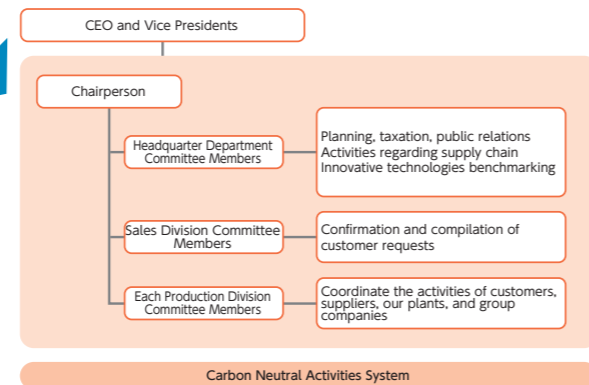 CEO and Vice Presidents
Chairperson
Headquarter Department
Committee Members
Planning, taxation, public relations
Activities regarding supply chain
Innovative technologies benchmarking
Sales Division Committee
Members
Confirmation and compilation of
customer requests
Each Production Division
Committee Members
Coordinate the activities of customers,
suppliers, our plants, and group
companies
Carbon Neutral Activities System